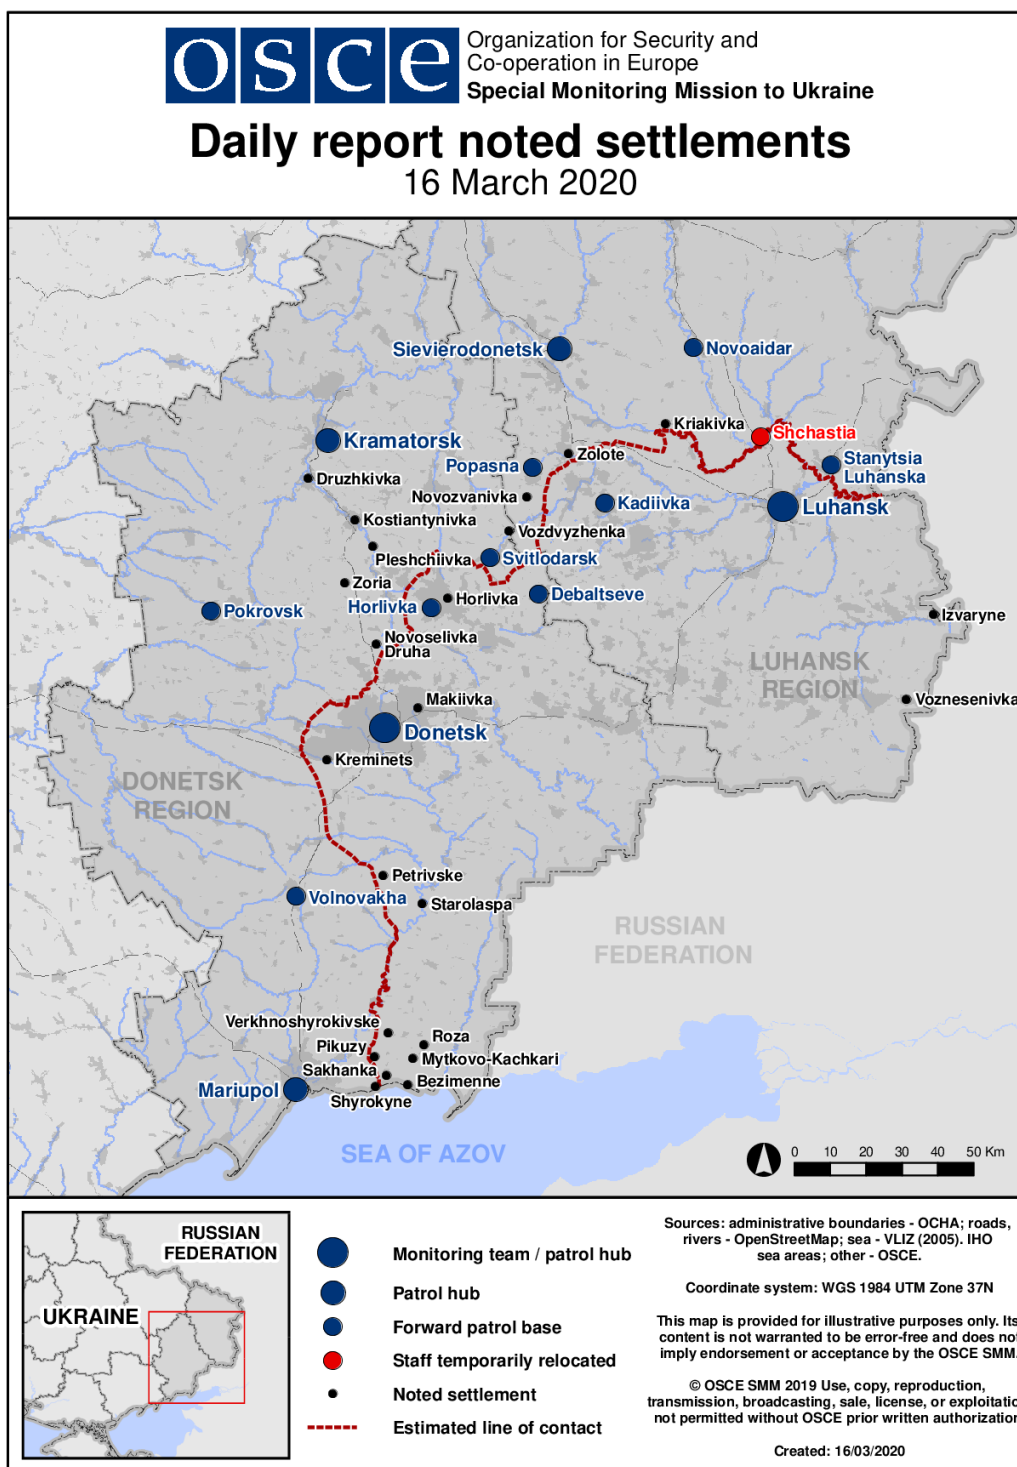 osce
Organization for Security and
Co-operation in Europe
Special Monitoring Mission to Ukraine
Daily report noted settlements
16 March 2020
Sievierodonetsk
Novoaidar
Kriakivka
Shchastia
Kramatorsk
Zolote
Popasna
Stanytsia
Luhanska
Druzhkivka
Novozvanivka
Kadiivka
Luhansk
Kostiantynivka
Vozdvyzhenka
Pleshchiivka
Svitlodarsk
Zoria
Horlivka
Horlivka
Debaltseve
Pokrovsk
Izvaryne
Novoselivka
Druha
LUHANSK
REGION
Makiivka
Voznesenivka
Donetsk
Kreminets
DONETSK
REGION
Petrivske
Volnovakha
Starolaspa
RUSSIAN
FEDERATION
Verkhnoshyrokivske
Roza
Pikuzy
Mytkovo-Kachkari
Sakhanka
Bezimenne
Mariupol
Shyrokyne
SEA OF AZOV
0 10 20 30 40 50 Km
RUSSIAN
FEDERATION
UKRAINE
Monitoring team / patrol hub
Patrol hub
Forward patrol base
Staff temporarily relocated
Noted settlement
Estimated line of contact
Sources: administrative boundaries - OCHA; roads,
rivers - OpenStreetMap; sea - VLIZ (2005). IHO
sea areas; other - OSCE.
Coordinate system: WGS 1984 UTM Zone 37N
This map is provided for illustrative purposes only. Its
content is not warranted to be error-free and does not
imply endorsement or acceptance by the OSCE SMM.
© OSCE SMM 2019 Use, copy, reproduction,
transmission, broadcasting, sale, license, or exploitatio
not permitted without OSCE prior written authorization
Created: 16/03/2020